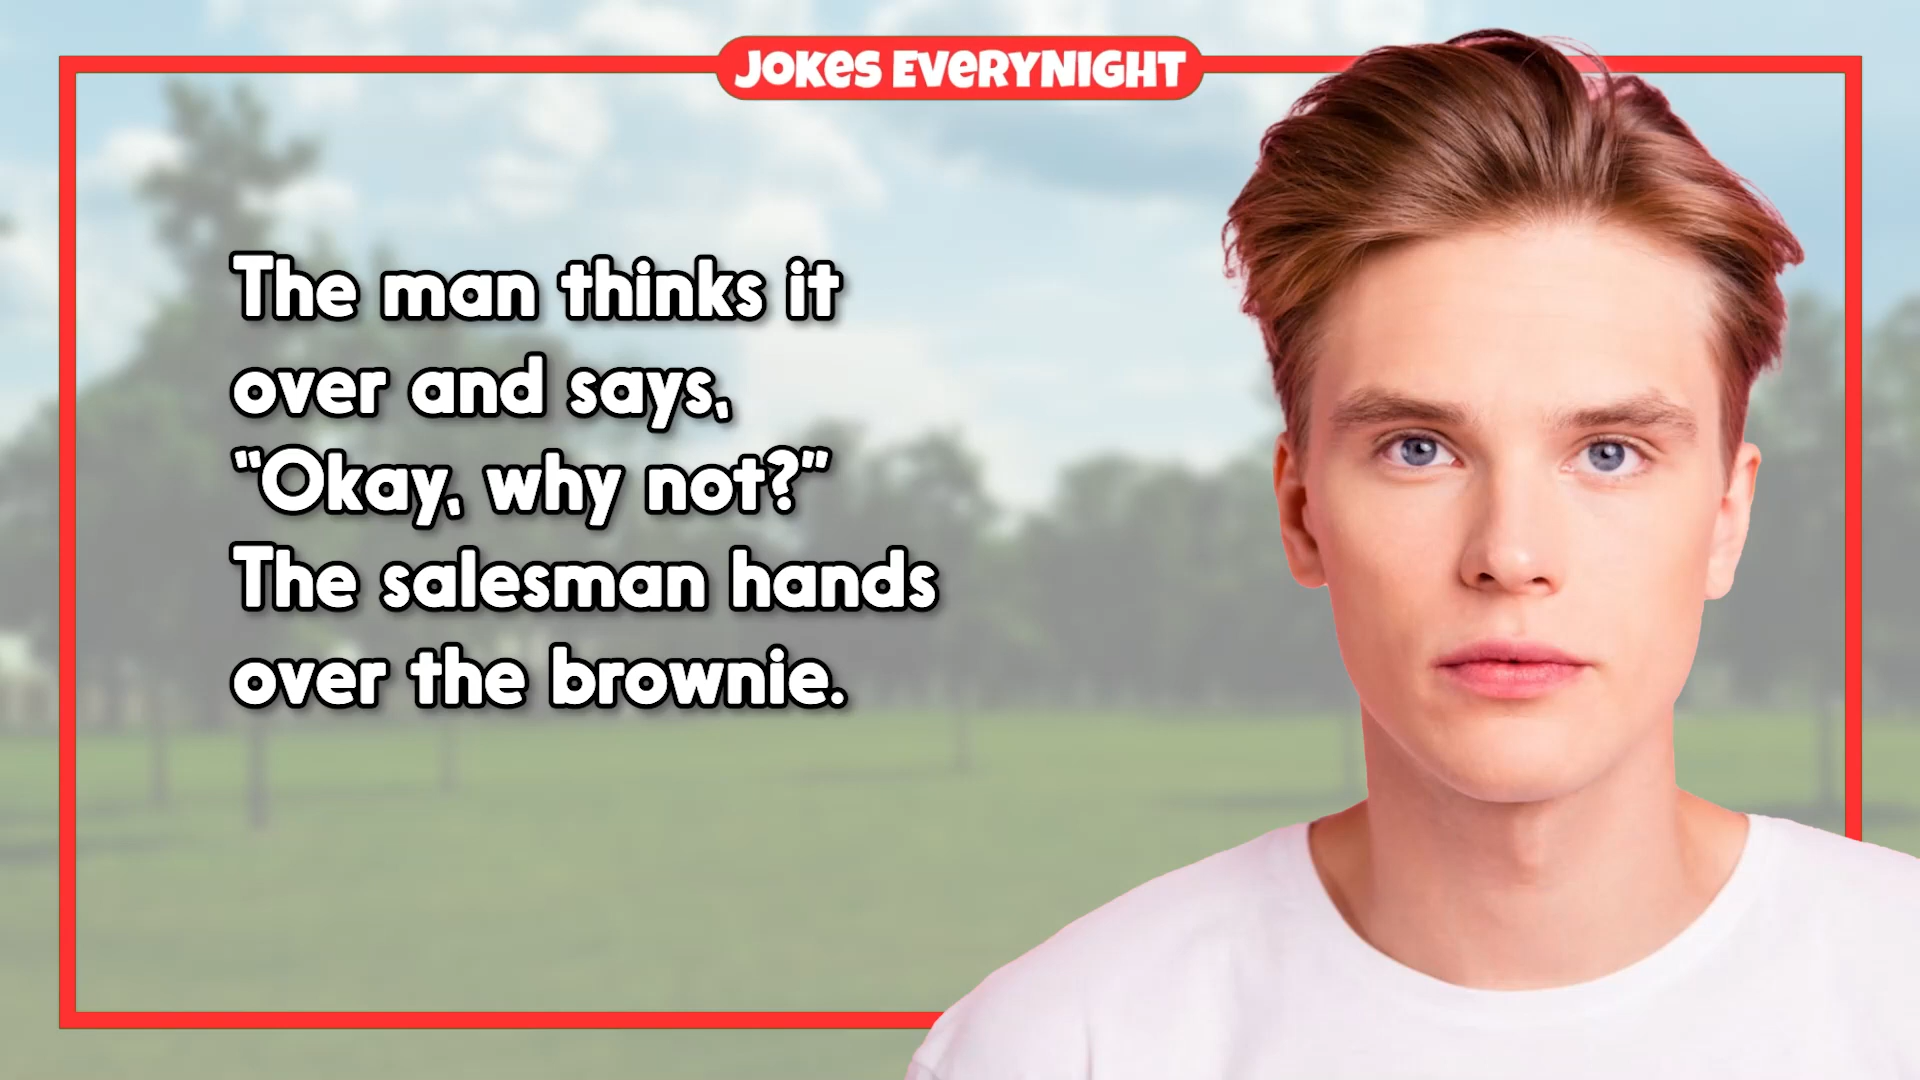 JOKES EVERYNIGHT
The man thinks it
over and says,
"Okay, why not?"
The salesman hands
over the brownie.